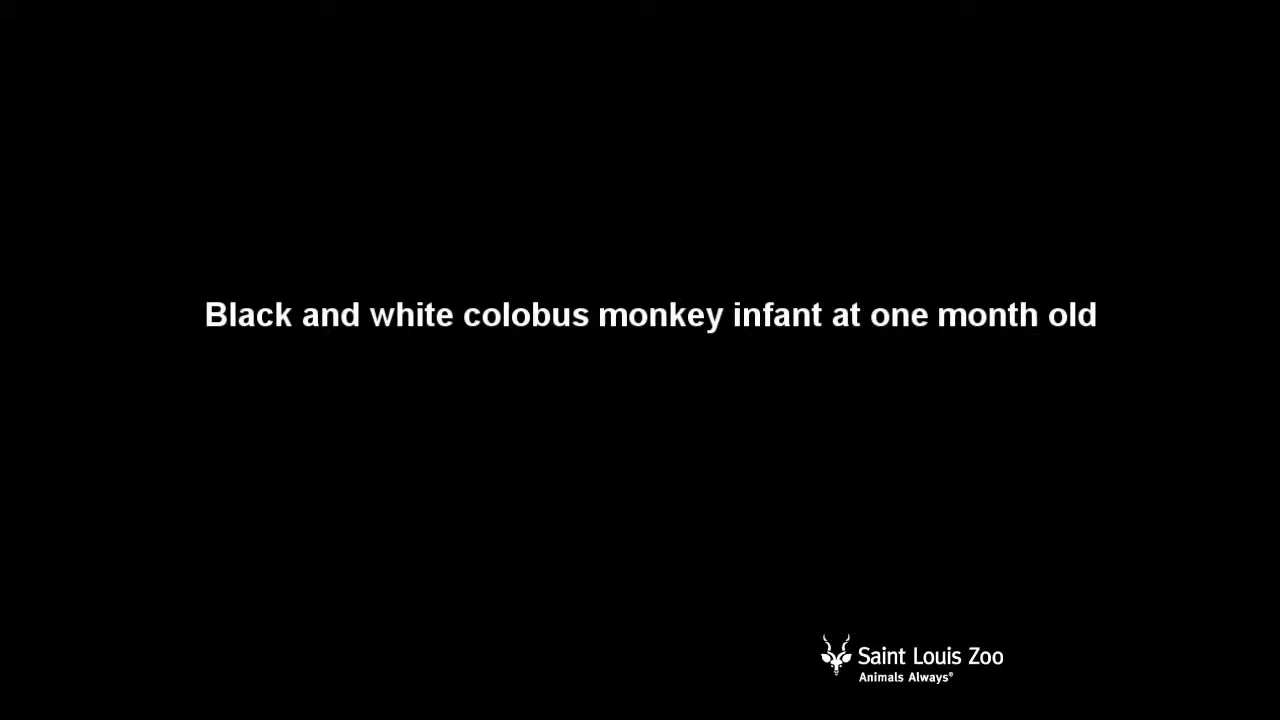 Black and white colobus monkey infant at one month old
Saint Louis Zoo
Animals Always®